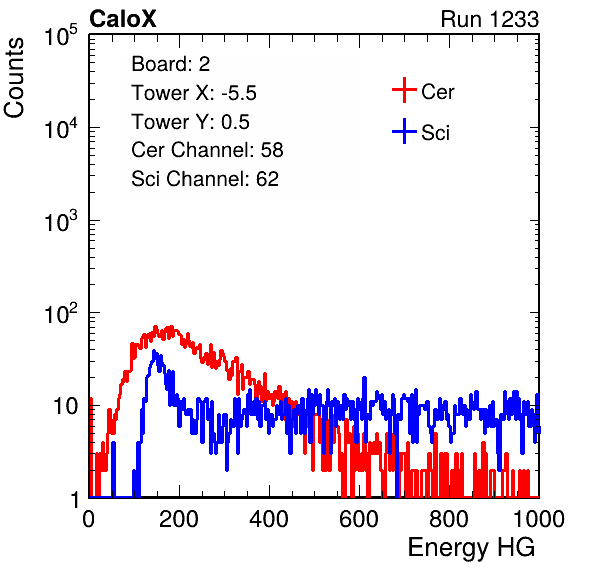 CaloX Run 1233
Counts
10^5
10^4
10^3
10^2
10
1
Board: 2
Tower X: -5.5
Tower Y: 0.5
Cer Channel: 58
Sci Channel: 62
Cer
Sci
0 200 400 600 800 1000
Energy HG